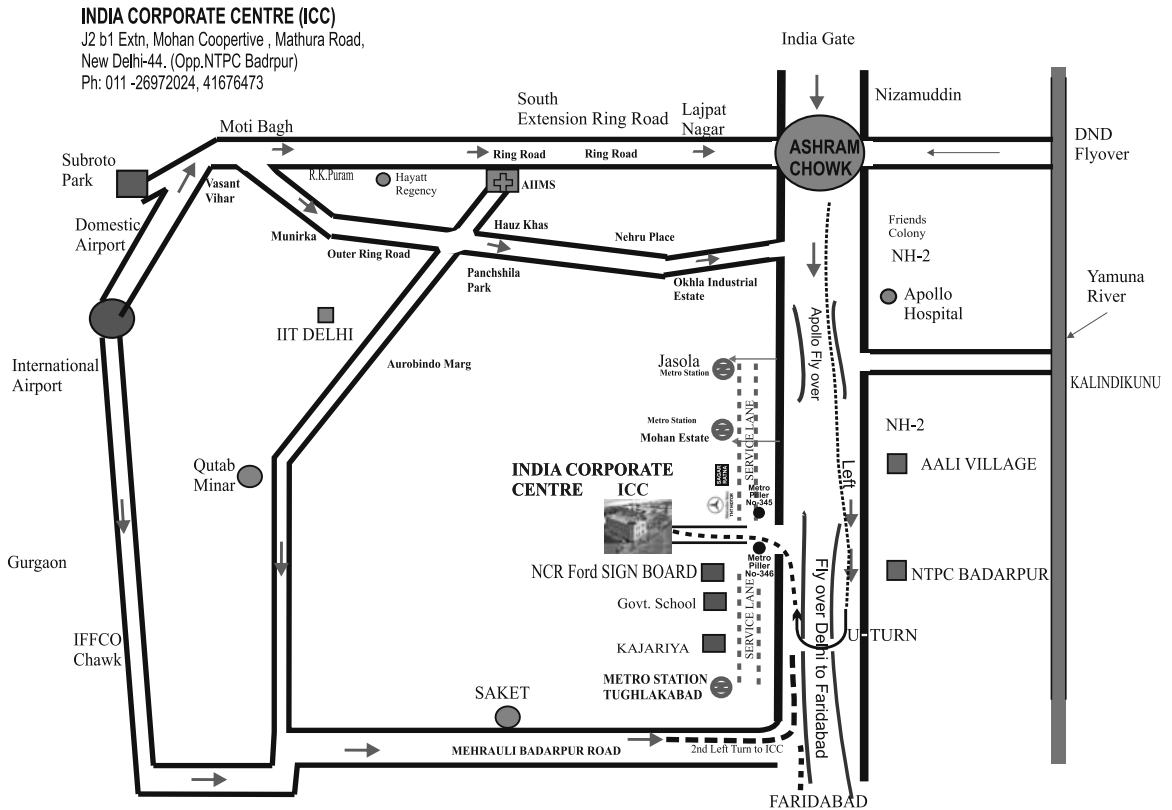 INDIA CORPORATE CENTRE (ICC)
J2 b1 Extn, Mohan Coopertive , Mathura Road,
New Delhi-44. (Opp.NTPC Badrpur)
Ph: 011 -26972024, 41676473
India Gate
Nizamuddin
South
Extension Ring Road
Lajpat
Nagar
Moti Bagh
DND
Flyover
ASHRAM
CHOWK
Ring Road
Ring Road
Subroto
Park
R.K.Puram
Hayatt
Regency
AIIMS
Vasant
Vihar
Domestic
Airport
Munirka
Outer Ring Road
Hauz Khas
Nehru Place
Panchshila
Park
Okhla Industrial
Estate
Friends
Colony
NH-2
Apollo
Hospital
Yamuna
River
Apollo Fly over
IIT DELHI
International
Airport
Aurobindo Marg
Jasola
Metro Station
KALINDIKUNU
Metro Station
Mohan Estate
SERVICE LANE
NH-2
AALI VILLAGE
Left
Qutab
Minar
INDIA CORPORATE
CENTRE ICC
SAGAR
RATNA
TNT MOTOR
Metro
Piller
No-345
Metro
Piller
No-346
Gurgaon
NCR Ford SIGN BOARD
NTPC BADARPUR
Govt. School
SERVICE LANE
Fly over Delhi to Faridabad
U-TURN
IFFCO
Chawk
KAJARIYA
METRO STATION
TUGHLAKABAD
SAKET
MEHRAULI BADARPUR ROAD
2nd Left Turn to ICC
FARIDABAD